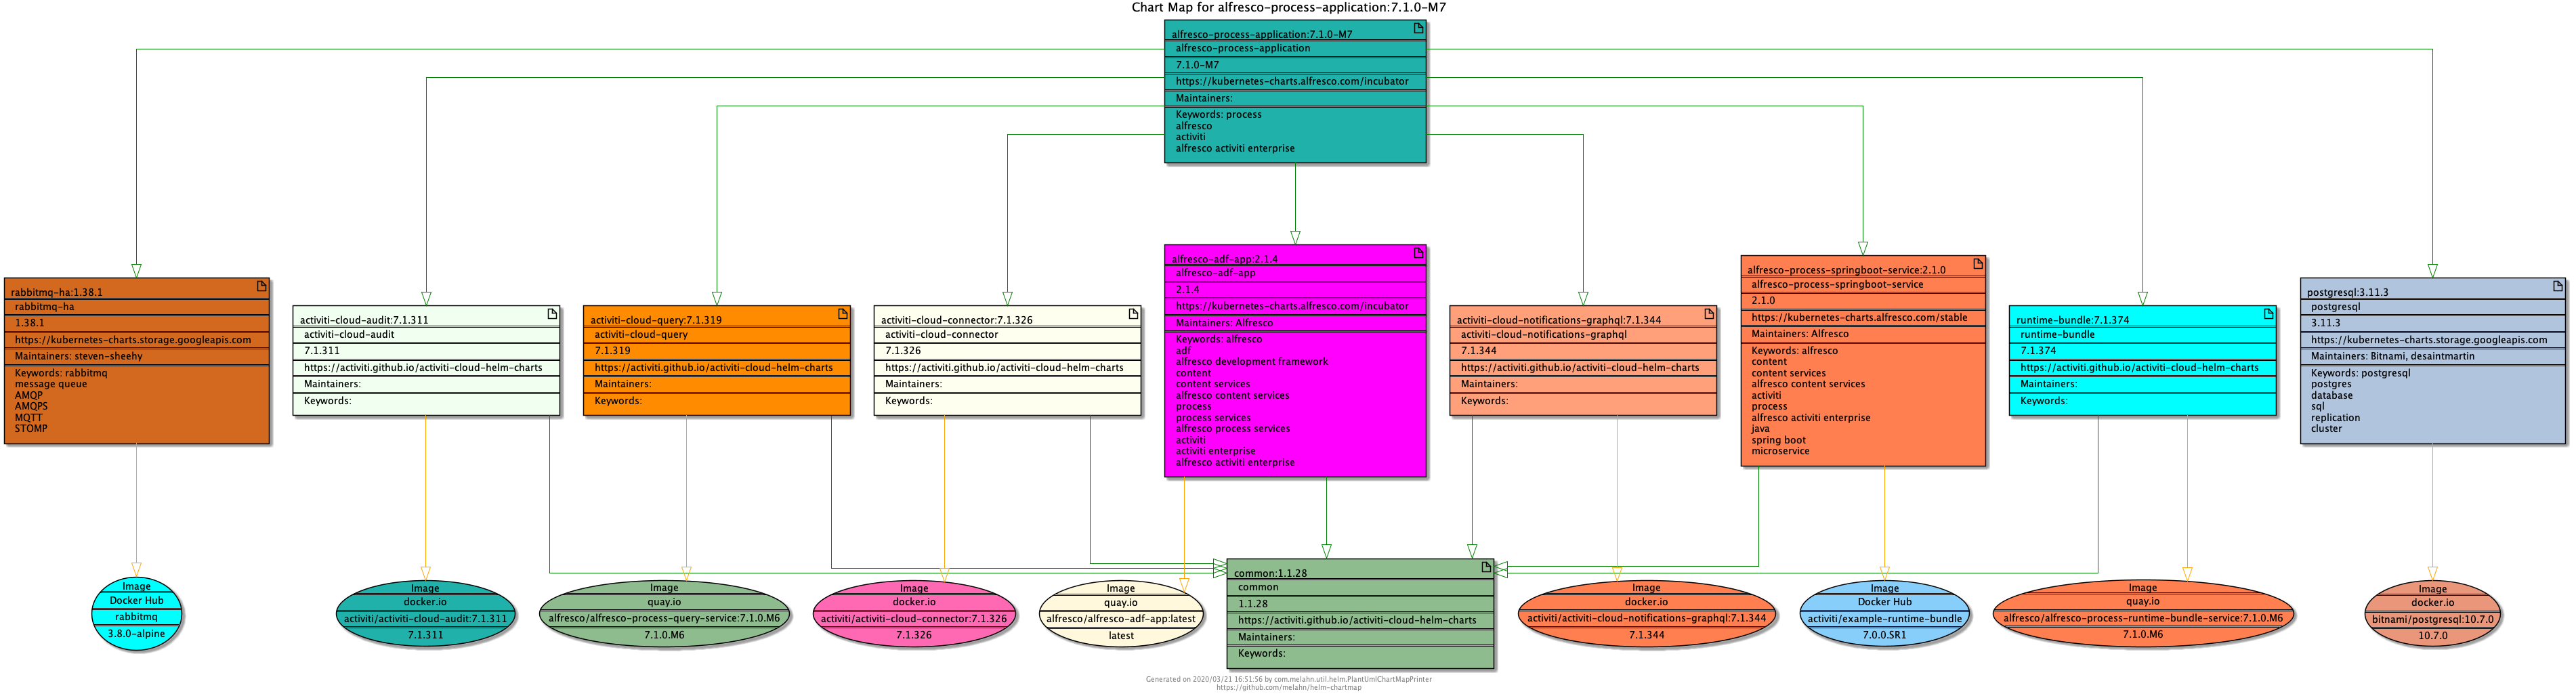 Chart Map for alfresco-process-application:7.1.0-M7
alfresco-process-application:7.1.0-M7
alfresco-process-application
7.1.0-M7
https://kubernetes-charts.alfresco.com/incubator
Maintainers:
Keywords: process
alfresco
activiti
alfresco activiti enterprise
rabbitmq-ha:1.38.1
rabbitmq-ha
1.38.1
https://kubernetes-charts.storage.googleapis.com
Maintainers: steven-sheehy
Keywords: rabbitmq
message queue
AMQP
AMQPS
MQTT
STOMP
activiti-cloud-audit:7.1.311
activiti-cloud-audit
7.1.311
https://activiti.github.io/activiti-cloud-helm-charts
Maintainers:
Keywords:
activiti-cloud-query:7.1.319
activiti-cloud-query
7.1.319
https://activiti.github.io/activiti-cloud-helm-charts
Maintainers:
Keywords:
activiti-cloud-connector:7.1.326
activiti-cloud-connector
7.1.326
https://activiti.github.io/activiti-cloud-helm-charts
Maintainers:
Keywords:
alfresco-adf-app:2.1.4
alfresco-adf-app
2.1.4
https://kubernetes-charts.alfresco.com/incubator
Maintainers: Alfresco
Keywords: alfresco
adf
alfresco development framework
content
content services
alfresco content services
process
process services
alfresco process services
activiti
activiti enterprise
alfresco activiti enterprise
activiti-cloud-notifications-graphql:7.1.344
activiti-cloud-notifications-graphql
7.1.344
https://activiti.github.io/activiti-cloud-helm-charts
Maintainers:
Keywords:
alfresco-process-springboot-service:2.1.0
alfresco-process-springboot-service
2.1.0
https://kubernetes-charts.alfresco.com/stable
Maintainers: Alfresco
Keywords: alfresco
content
content services
alfresco content services
activiti
process
alfresco activiti enterprise
java
spring boot
microservice
runtime-bundle:7.1.374
runtime-bundle
7.1.374
https://activiti.github.io/activiti-cloud-helm-charts
Maintainers:
Keywords:
postgresql:3.11.3
postgresql
3.11.3
https://kubernetes-charts.storage.googleapis.com
Maintainers: Bitnami, desaintmartin
Keywords: postgresql
postgres
database
sql
replication
cluster
Image
Docker Hub
rabbitmq
3.8.0-alpine
Image
docker.io
activiti/activiti-cloud-audit:7.1.311
7.1.311
Image
quay.io
alfresco/alfresco-process-query-service:7.1.0.M6
7.1.0.M6
Image
docker.io
activiti/activiti-cloud-connector:7.1.326
7.1.326
Image
quay.io
alfresco/alfresco-adf-app:latest
latest
common:1.1.28
common
1.1.28
https://activiti.github.io/activiti-cloud-helm-charts
Maintainers:
Keywords:
Image
docker.io
activiti/activiti-cloud-notifications-graphql:7.1.344
7.1.344
Image
Docker Hub
activiti/example-runtime-bundle
7.0.0.SR1
Image
quay.io
alfresco/alfresco-process-runtime-bundle-service:7.1.0.M6
7.1.0.M6
Image
docker.io
bitnami/postgresql:10.7.0
10.7.0
Generated on 2020/03/21 16:51:56 by com.melahn.util.helm.PlantUmlChartMapPrinter
https://github.com/melahn/helm-chartmap